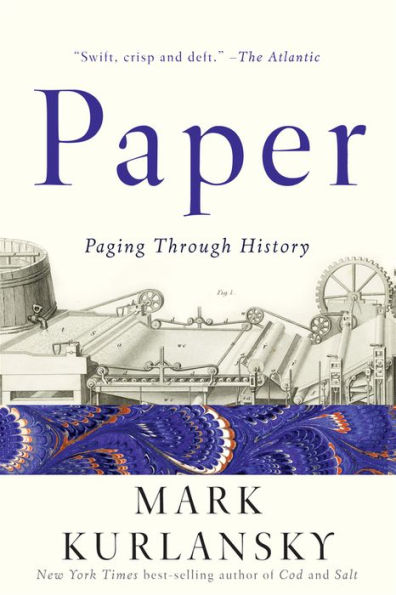 “Swift, crisp and deft.” –The Atlantic
Paper
Paging Through History
Fig 1.
MARK
KURLANSKY
New York Times best-selling author of Cod and Salt